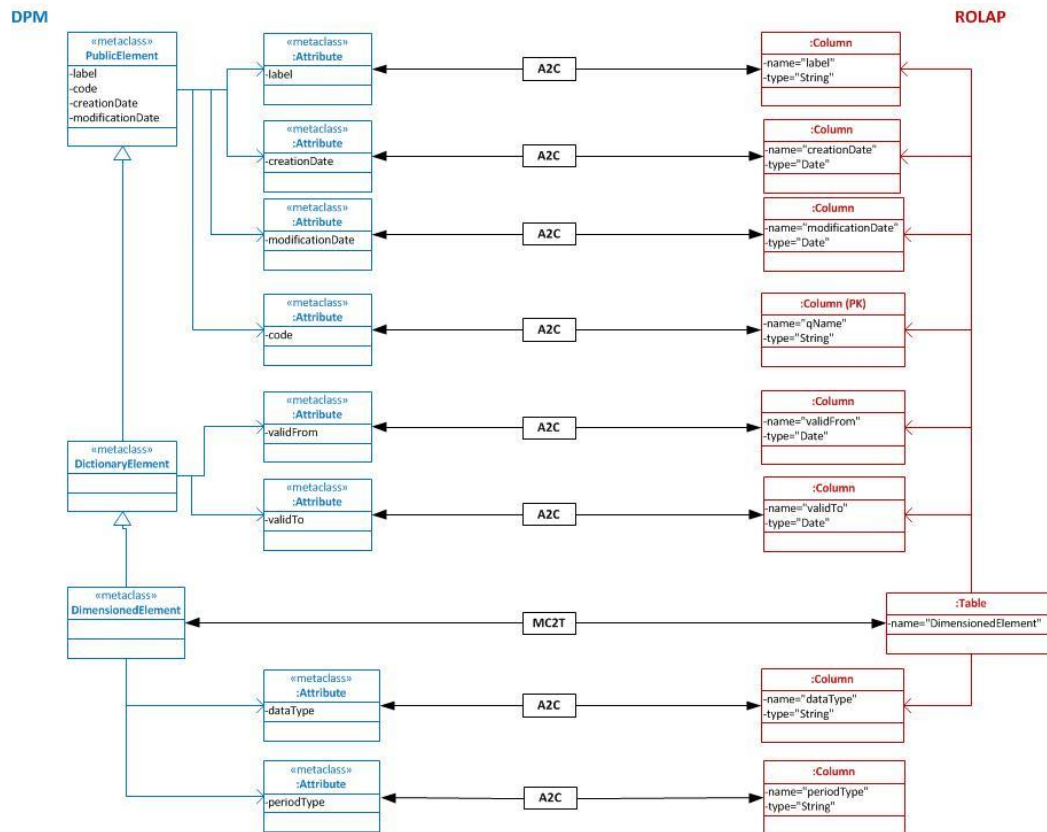 DPM
ROLAP
«metaclass»
PublicElement
-label
-code
-creationDate
-modificationDate
«metaclass»
:Attribute
-label
A2C
:Column
-name="label"
-type="String"
«metaclass»
:Attribute
-creationDate
A2C
:Column
-name="creationDate"
-type="Date"
«metaclass»
:Attribute
-modificationDate
A2C
:Column
-name="modificationDate"
-type="Date"
«metaclass»
:Attribute
-code
A2C
:Column (PK)
-name="qName"
-type="String"
«metaclass»
DictionaryElement
«metaclass»
:Attribute
-validFrom
A2C
:Column
-name="validFrom"
-type="Date"
«metaclass»
:Attribute
-validTo
A2C
:Column
-name="validTo"
-type="Date"
«metaclass»
DimensionedElement
MC2T
:Table
-name="DimensionedElement"
«metaclass»
:Attribute
-dataType
A2C
:Column
-name="dataType"
-type="String"
«metaclass»
:Attribute
-periodType
A2C
:Column
-name="periodType"
-type="String"